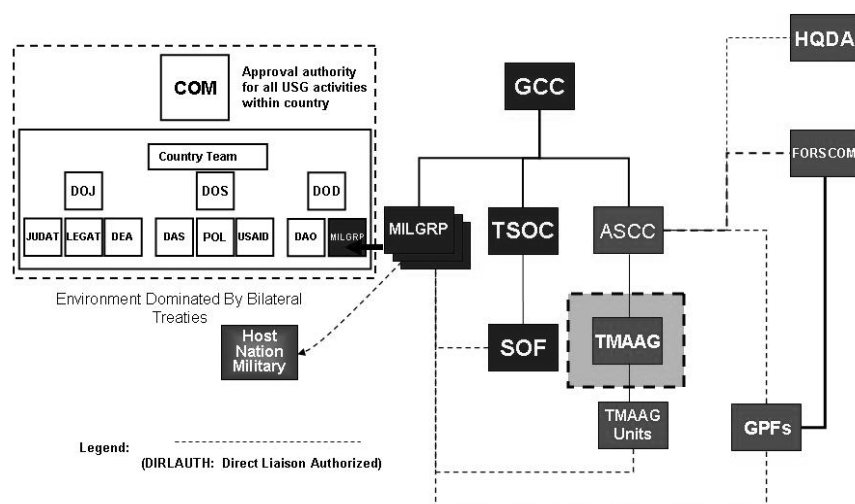 HQDA
COM
Approval authority
for all USG activities
within country
GCC
Country Team
FORSCOM
DOJ
DOS
DOD
JUDAT
LEGAT
DEA
DAS
POL
USAID
DAO
MILGRP
MILGRP
TSOC
ASCC
Environment Dominated By Bilateral
Treaties
Host
Nation
Military
SOF
TMAAG
TMAAG
Units
GPFs
Legend:
(DIRLAUTH: Direct Liaison Authorized)